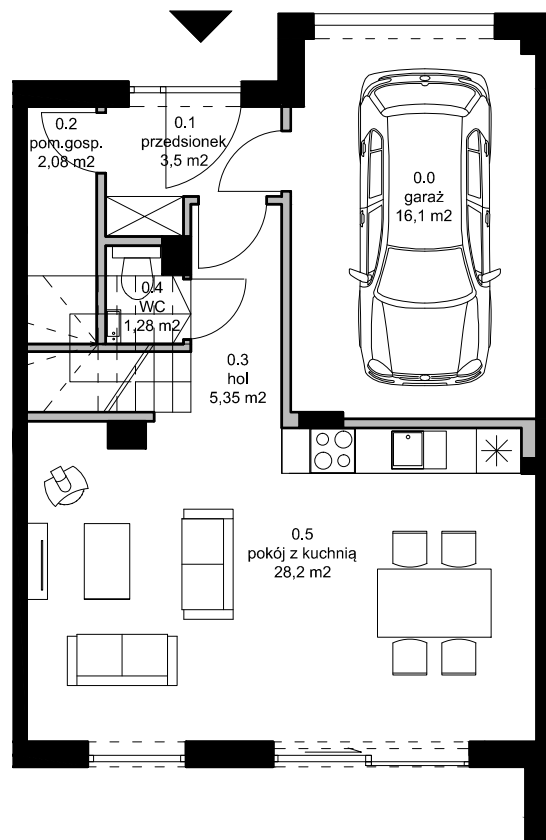 0.2
pom.gosp.
2,08 m2
0.1
przedsionek
3,5 m2
0.0
garaż
16,1 m2
0.4
WC
1,28 m2
0.3
hol
5,35 m2
0.5
pokój z kuchnią
28,2 m2